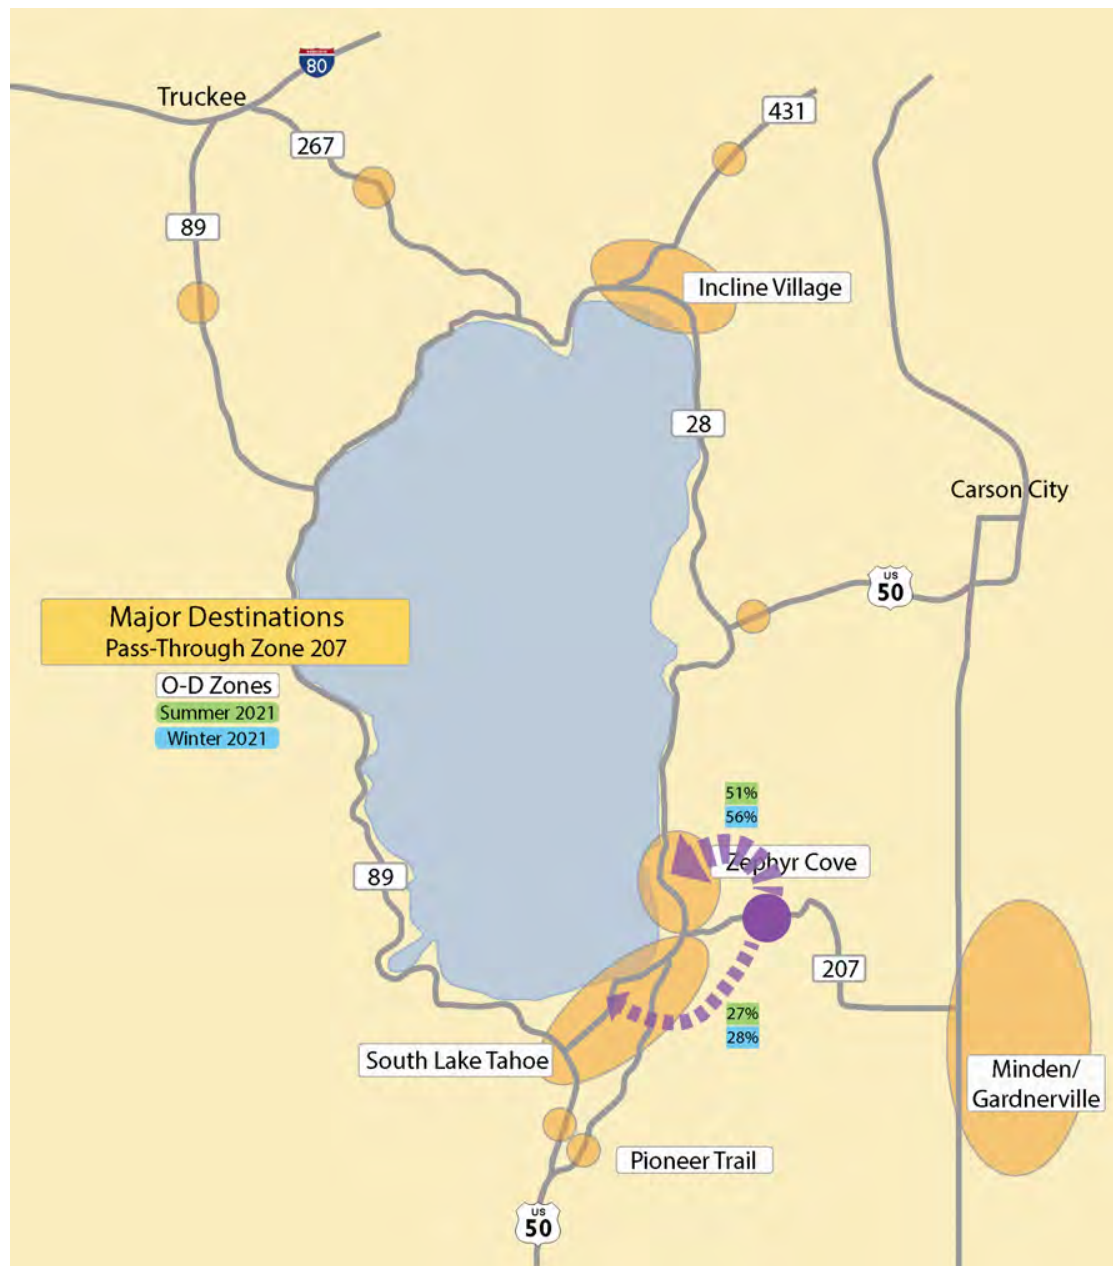 80
Truckee
431
267
89
Incline Village
28
Carson City
US
50
Major Destinations
Pass-Through Zone 207
O-D Zones
Summer 2021
Winter 2021
51%
56%
Zephyr Cove
89
207
27%
28%
South Lake Tahoe
Minden/
Gardnerville
Pioneer Trail
US
50